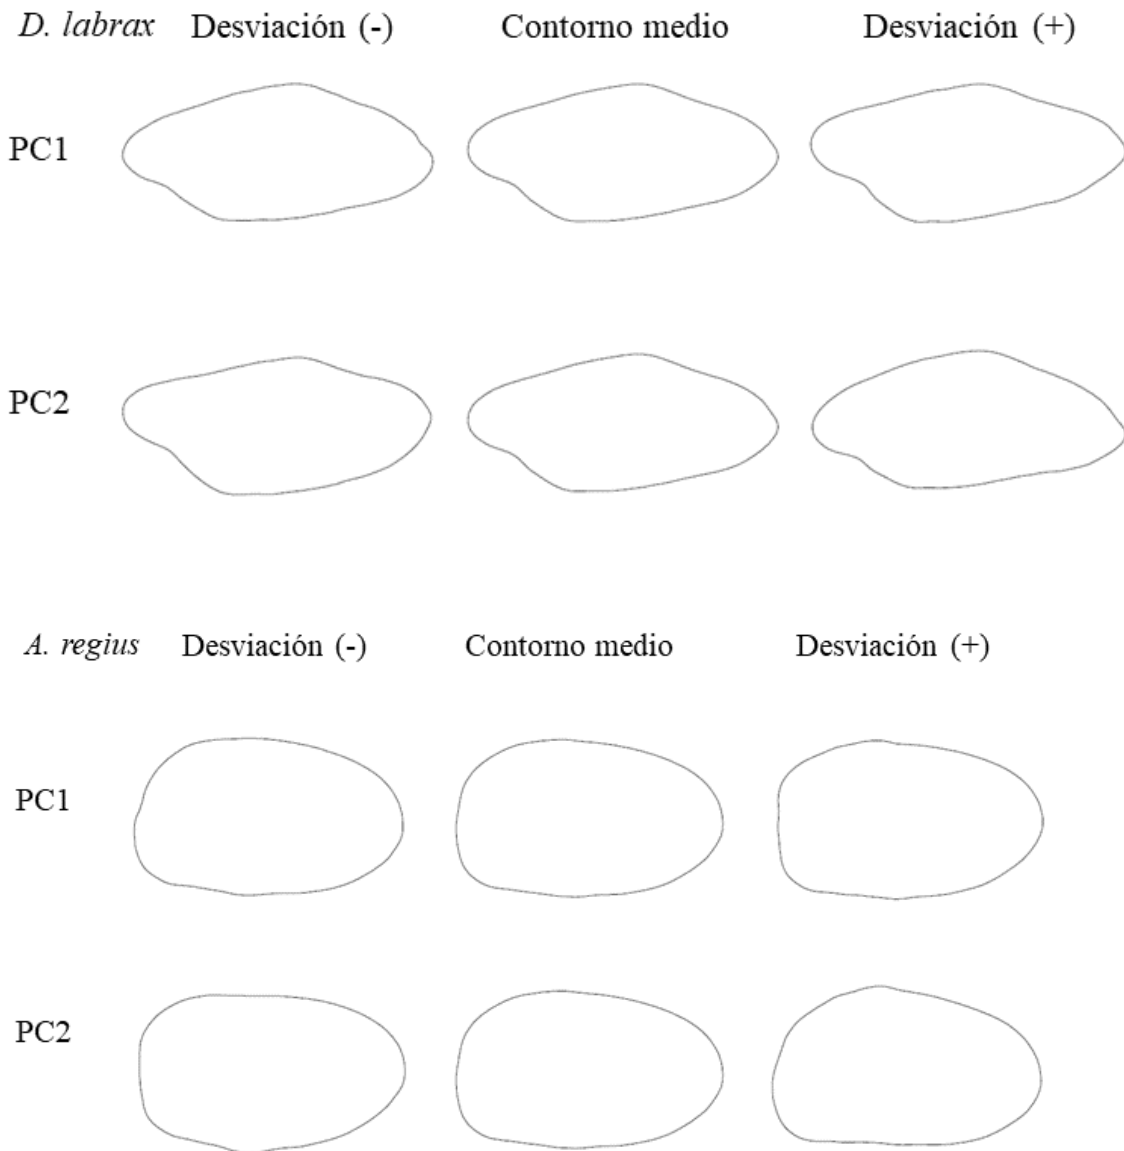 D. labrax Desviación (-) Contorno medio Desviación (+)
PC1
PC2
A. regius Desviación (-) Contorno medio Desviación (+)
PC1
PC2